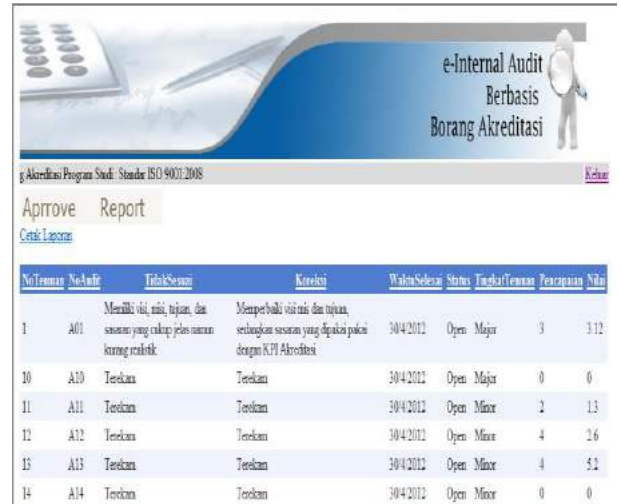 e-Internal Audit
Berbasis
Borang Akreditasi
g Akreditasi Program Studi: Standar ISO 9001:2008 Keluar
Aprrove Report
Cetak Laporan
NoTemuan NoAudit TidakSesuai Koreksi WaktuSelesai Status TingkatTemuan Pencapaian Nilai
1 A01 Memiliki visi, misi, tujuan, dan sasaran yang cukup jelas namun kurang realistik Memperbaiki visi mis dan tujuan, sedangkan sasaran yang dipakai pakai dengan KPI Akreditasi 30/4/2012 Open Major 3 3.12
10 A10 Terekam Terekam 30/4/2012 Open Major 0 0
11 A11 Terekam Terekam 30/4/2012 Open Minor 2 1.3
12 A12 Terekam Terekam 30/4/2012 Open Minor 4 2.6
13 A13 Terekam Terekam 30/4/2012 Open Minor 4 5.2
14 A14 Terekam Terekam 30/4/2012 Open Minor 0 0